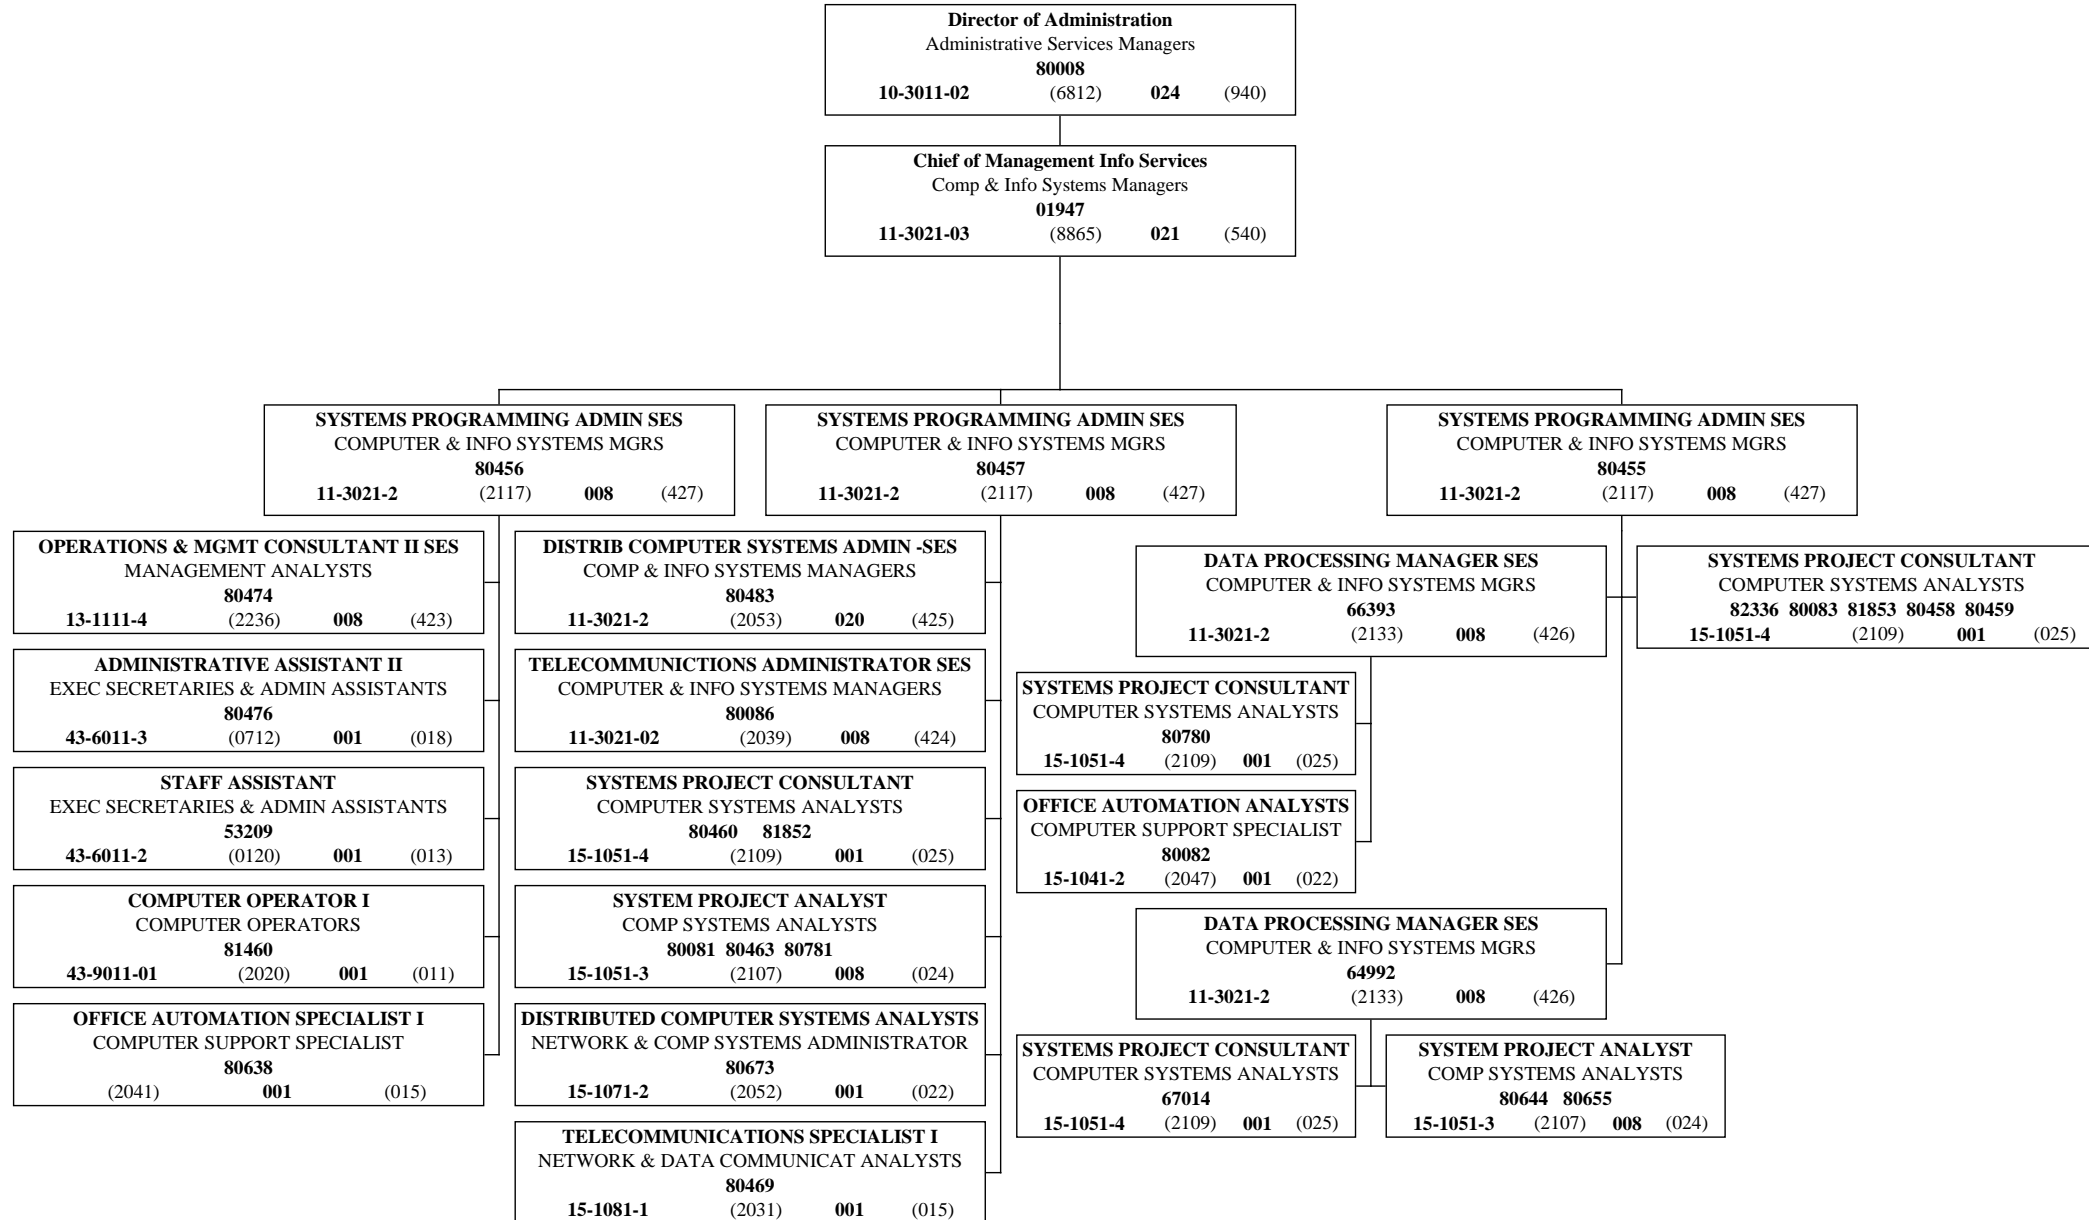 Director of Administration
Administrative Services Managers
80008
10-3011-02 (6812) 024 (940)
Chief of Management Info Services
Comp & Info Systems Managers
01947
11-3021-03 (8865) 021 (540)
SYSTEMS PROGRAMMING ADMIN SES
COMPUTER & INFO SYSTEMS MGRS
80456
11-3021-2 (2117) 008 (427)
OPERATIONS & MGMT CONSULTANT II SES
MANAGEMENT ANALYSTS
80474
13-1111-4 (2236) 008 (423)
ADMINISTRATIVE ASSISTANT II
EXEC SECRETARIES & ADMIN ASSISTANTS
80476
43-6011-3 (0712) 001 (018)
STAFF ASSISTANT
EXEC SECRETARIES & ADMIN ASSISTANTS
53209
43-6011-2 (0120) 001 (013)
COMPUTER OPERATOR I
COMPUTER OPERATORS
81460
43-9011-01 (2020) 001 (011)
OFFICE AUTOMATION SPECIALIST I
COMPUTER SUPPORT SPECIALIST
80638
(2041) 001 (015)
SYSTEMS PROGRAMMING ADMIN SES
COMPUTER & INFO SYSTEMS MGRS
80457
11-3021-2 (2117) 008 (427)
DISTRIB COMPUTER SYSTEMS ADMIN -SES
COMP & INFO SYSTEMS MANAGERS
80483
11-3021-2 (2053) 020 (425)
TELECOMMUNICTIONS ADMINISTRATOR SES
COMPUTER & INFO SYSTEMS MANAGERS
80086
11-3021-02 (2039) 008 (424)
SYSTEMS PROJECT CONSULTANT
COMPUTER SYSTEMS ANALYSTS
80460 81852
15-1051-4 (2109) 001 (025)
SYSTEM PROJECT ANALYST
COMP SYSTEMS ANALYSTS
80081 80463 80781
15-1051-3 (2107) 008 (024)
DISTRIBUTED COMPUTER SYSTEMS ANALYSTS
NETWORK & COMP SYSTEMS ADMINISTRATOR
80673
15-1071-2 (2052) 001 (022)
TELECOMMUNICATIONS SPECIALIST I
NETWORK & DATA COMMUNICAT ANALYSTS
80469
15-1081-1 (2031) 001 (015)
SYSTEMS PROGRAMMING ADMIN SES
COMPUTER & INFO SYSTEMS MGRS
80455
11-3021-2 (2117) 008 (427)
DATA PROCESSING MANAGER SES
COMPUTER & INFO SYSTEMS MGRS
66393
11-3021-2 (2133) 008 (426)
SYSTEMS PROJECT CONSULTANT
COMPUTER SYSTEMS ANALYSTS
82336 80083 81853 80458 80459
15-1051-4 (2109) 001 (025)
SYSTEMS PROJECT CONSULTANT
COMPUTER SYSTEMS ANALYSTS
80780
15-1051-4 (2109) 001 (025)
OFFICE AUTOMATION ANALYSTS
COMPUTER SUPPORT SPECIALIST
80082
15-1041-2 (2047) 001 (022)
DATA PROCESSING MANAGER SES
COMPUTER & INFO SYSTEMS MGRS
64992
11-3021-2 (2133) 008 (426)
SYSTEMS PROJECT CONSULTANT
COMPUTER SYSTEMS ANALYSTS
67014
15-1051-4 (2109) 001 (025)
SYSTEM PROJECT ANALYST
COMP SYSTEMS ANALYSTS
80644 80655
15-1051-3 (2107) 008 (024)